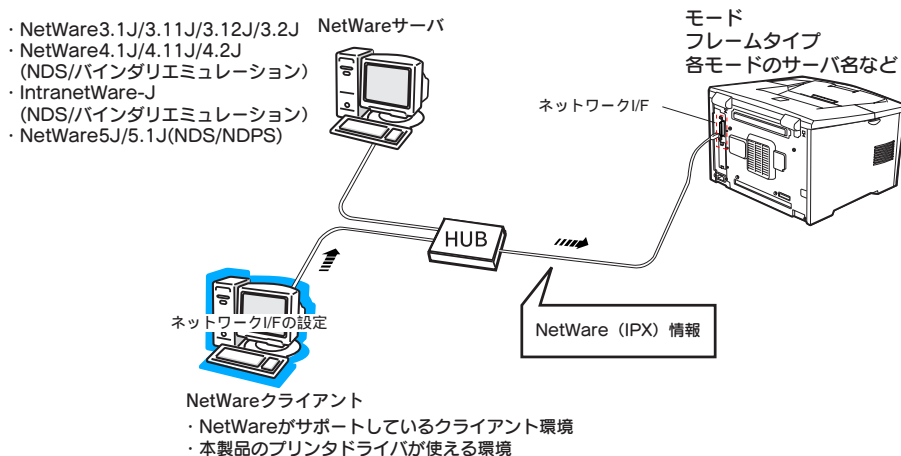 ・NetWare3.1J/3.11J/3.12J/3.2J
・NetWare4.1J/4.11J/4.2J
（NDS/バインダリエミュレーション）
・IntranetWare-J
（NDS/バインダリエミュレーション）
・NetWare5J/5.1J(NDS/NDPS)
NetWareサーバ
モード
フレームタイプ
各モードのサーバ名など
ネットワークI/F
HUB
ネットワークI/Fの設定
NetWare（IPX）情報
NetWareクライアント
・NetWareがサポートしているクライアント環境
・本製品のプリンタドライバが使える環境